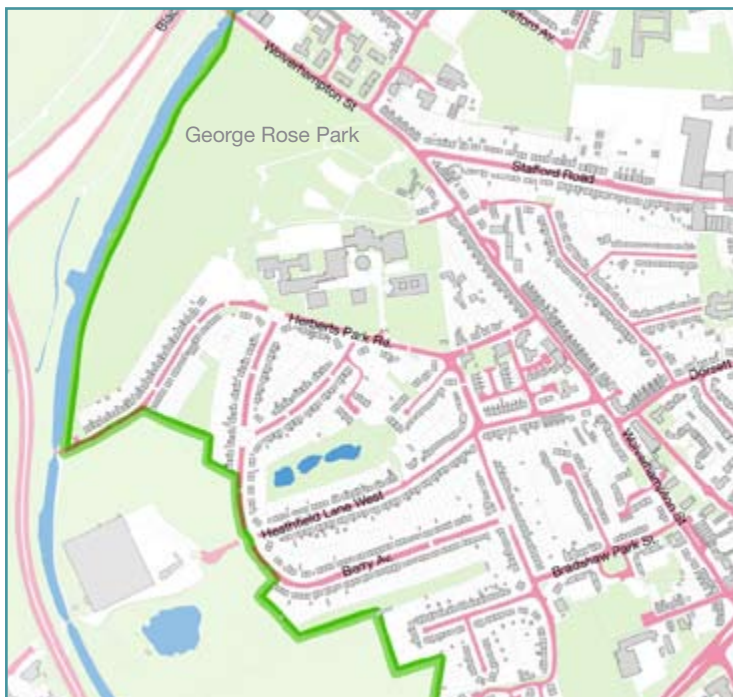 Wolverhampton St
George Rose Park
Stafford Road
Herberts Park Rd
Dorsett
Wolverhampton St
Heathfield Lane West
Barry Av.
Bradshaw Park St.